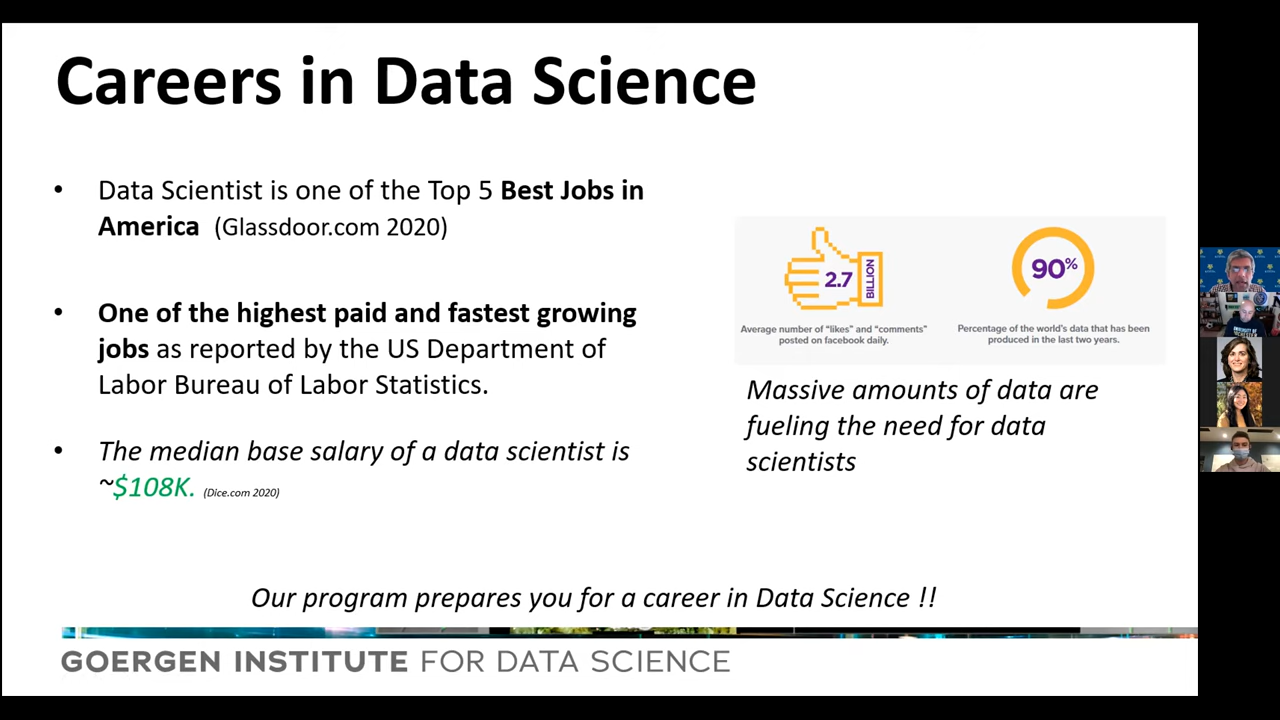 Careers in Data Science
• Data Scientist is one of the Top 5 Best Jobs in
America (Glassdoor.com 2020)
• One of the highest paid and fastest growing
jobs as reported by the US Department of
Labor Bureau of Labor Statistics.
• The median base salary of a data scientist is
~$108K. (Dice.com 2020)
2.7 BILLION
Average number of “likes” and “comments”
posted on facebook daily.
90%
Percentage of the world's data that has been
produced in the last two years.
Massive amounts of data are
fueling the need for data
scientists
Our program prepares you for a career in Data Science !!
GOERGEN INSTITUTE FOR DATA SCIENCE